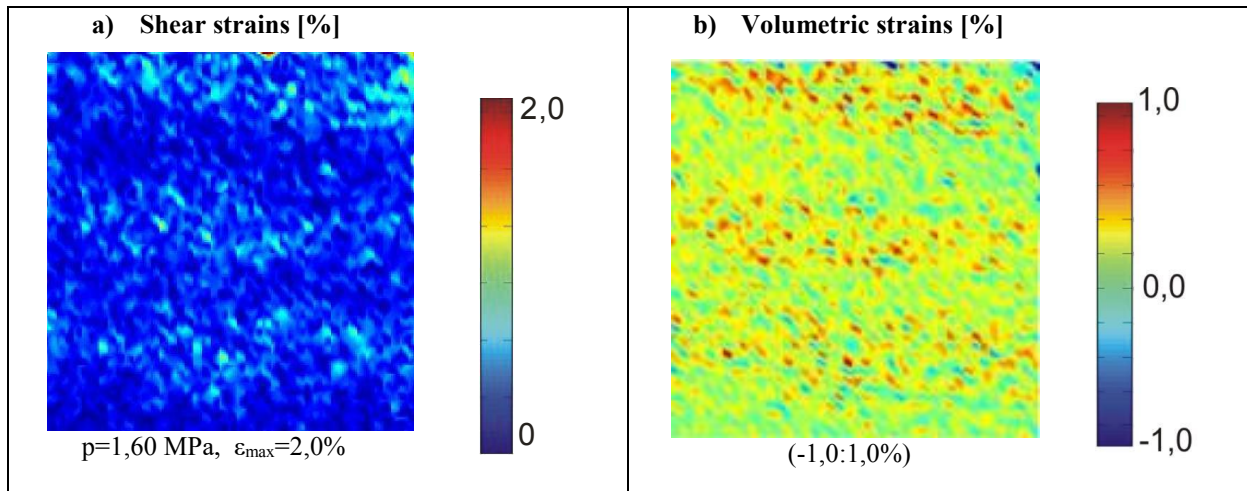 a) Shear strains [%]
2,0
0
p=1,60 MPa, εmax=2,0%
b) Volumetric strains [%]
1,0
0,0
-1,0
(-1,0:1,0%)